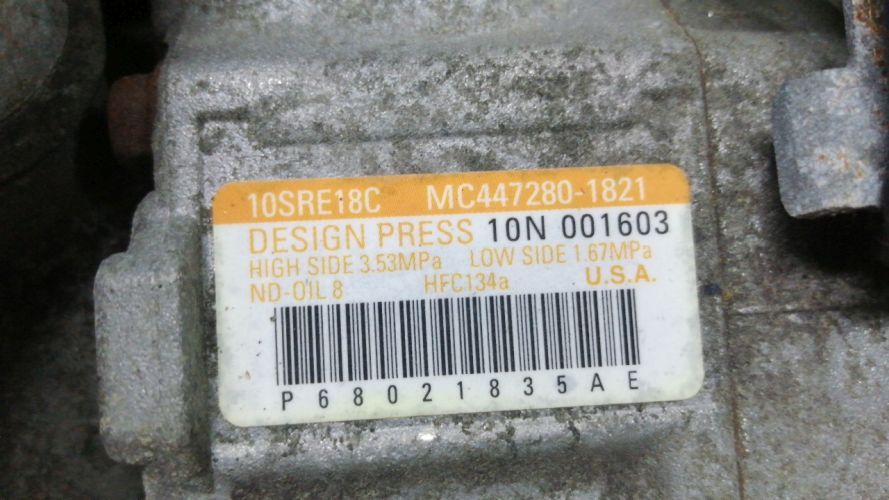 10SRE18C MC447280-1821
DESIGN PRESS 10N 001603
HIGH SIDE 3.53MPa LOW SIDE 1.67MPa
ND-OIL 8 HFC134a U.S.A.
P68021835AE